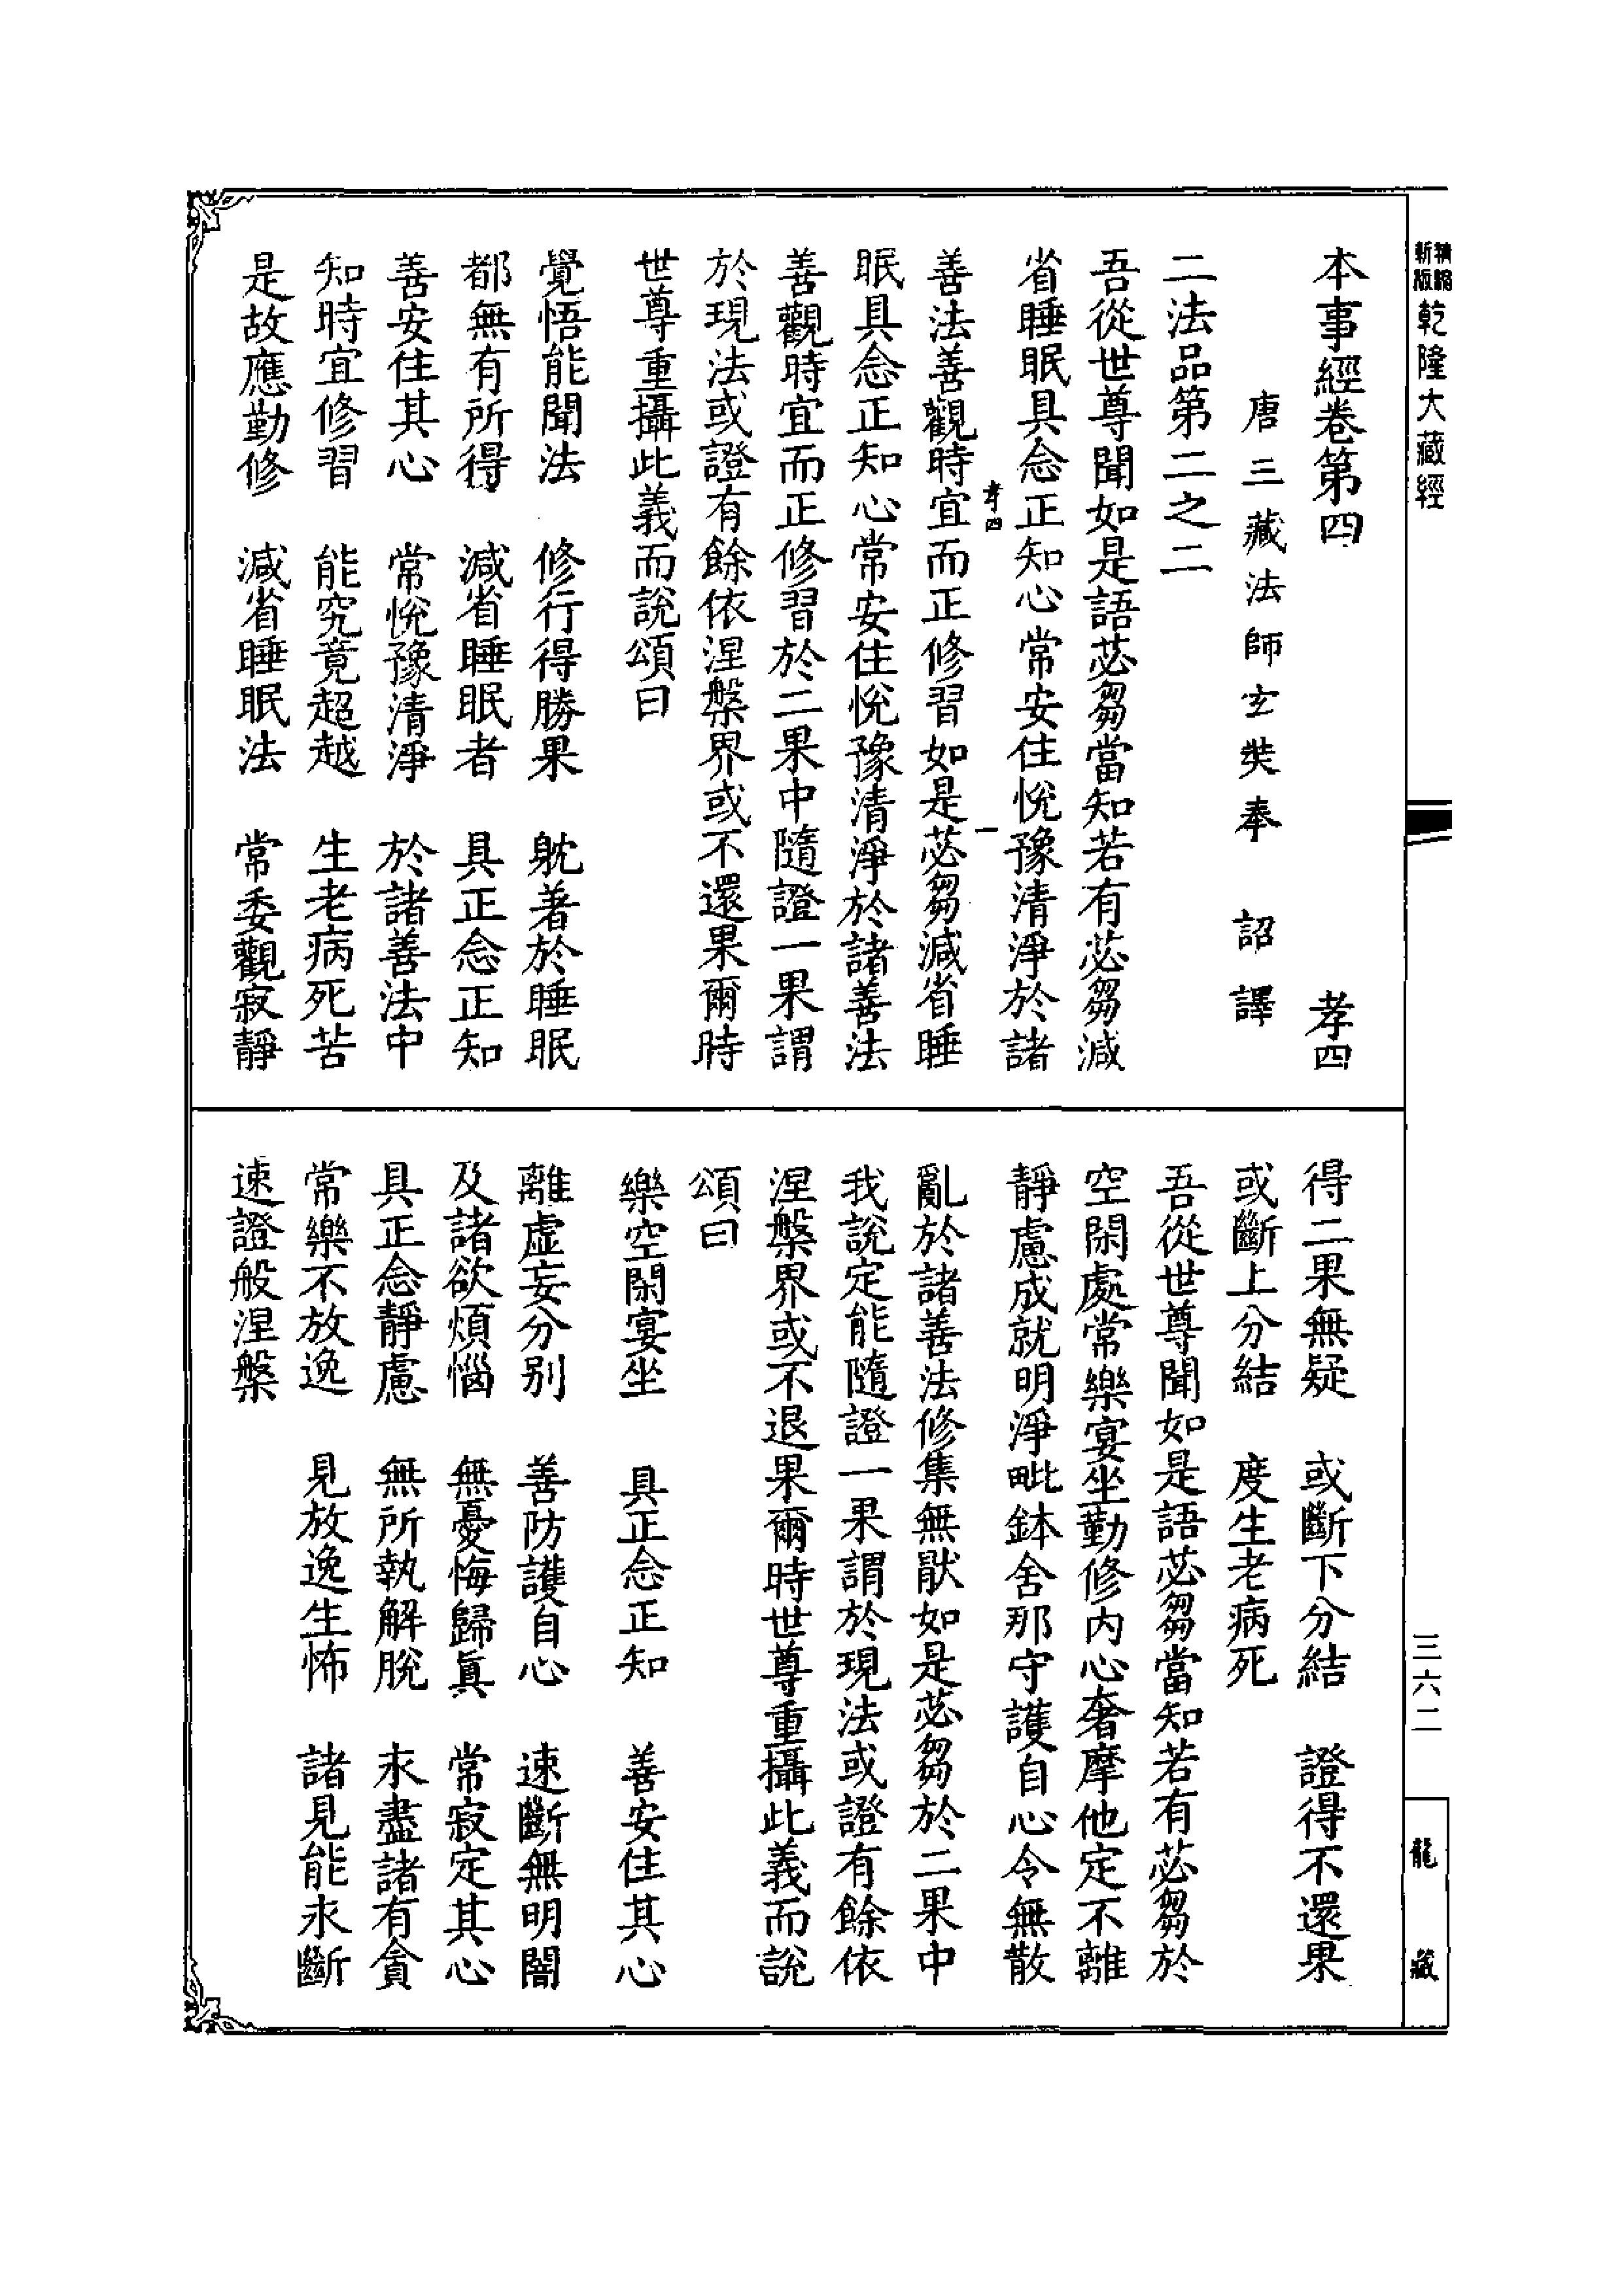 精縮
新版
乾隆大藏經
本事經卷第四 孝四
唐三藏法師玄奘奉 詔譯
二法品第二之二
吾從世尊聞如是語苾芻當知若有苾芻減
省睡眠具念正知心常安住悅豫清淨於諸
孝四 一
善法善觀時宜而正修習如是苾芻減省睡
眠具念正知心常安住悅豫清淨於諸善法
善觀時宜而正修習於二果中隨證一果謂
於現法或證有餘依涅槃界或不還果爾時
世尊重攝此義而說頌曰
覺悟能聞法 修行得勝果 躭著於睡眠
都無有所得 減省睡眠者 具正念正知
善安住其心 常悅豫清淨 於諸善法中
知時宜修習 能究竟超越 生老病死苦
是故應勤修 減省睡眠法 常委觀寂靜
得二果無疑 或斷下分結 證得不還果
或斷上分結 度生老病死
吾從世尊聞如是語苾芻當知若有苾芻於
空閑處常樂宴坐勤修內心奢摩他定不離
靜慮成就明淨毗鉢舍那守護自心令無散
亂於諸善法修集無猒如是苾芻於二果中
我說定能隨證一果謂於現法或證有餘依
涅槃界或不退果爾時世尊重攝此義而說
頌曰
樂空閑宴坐 具正念正知 善安住其心
離虛妄分別 善防護自心 速斷無明闇
及諸欲煩惱 無憂悔歸眞 常寂定其心
具正念靜慮 無所執解脫 永盡諸有貪
常樂不放逸 見放逸生怖 諸見能永斷
速證般涅槃
三六二
龍藏